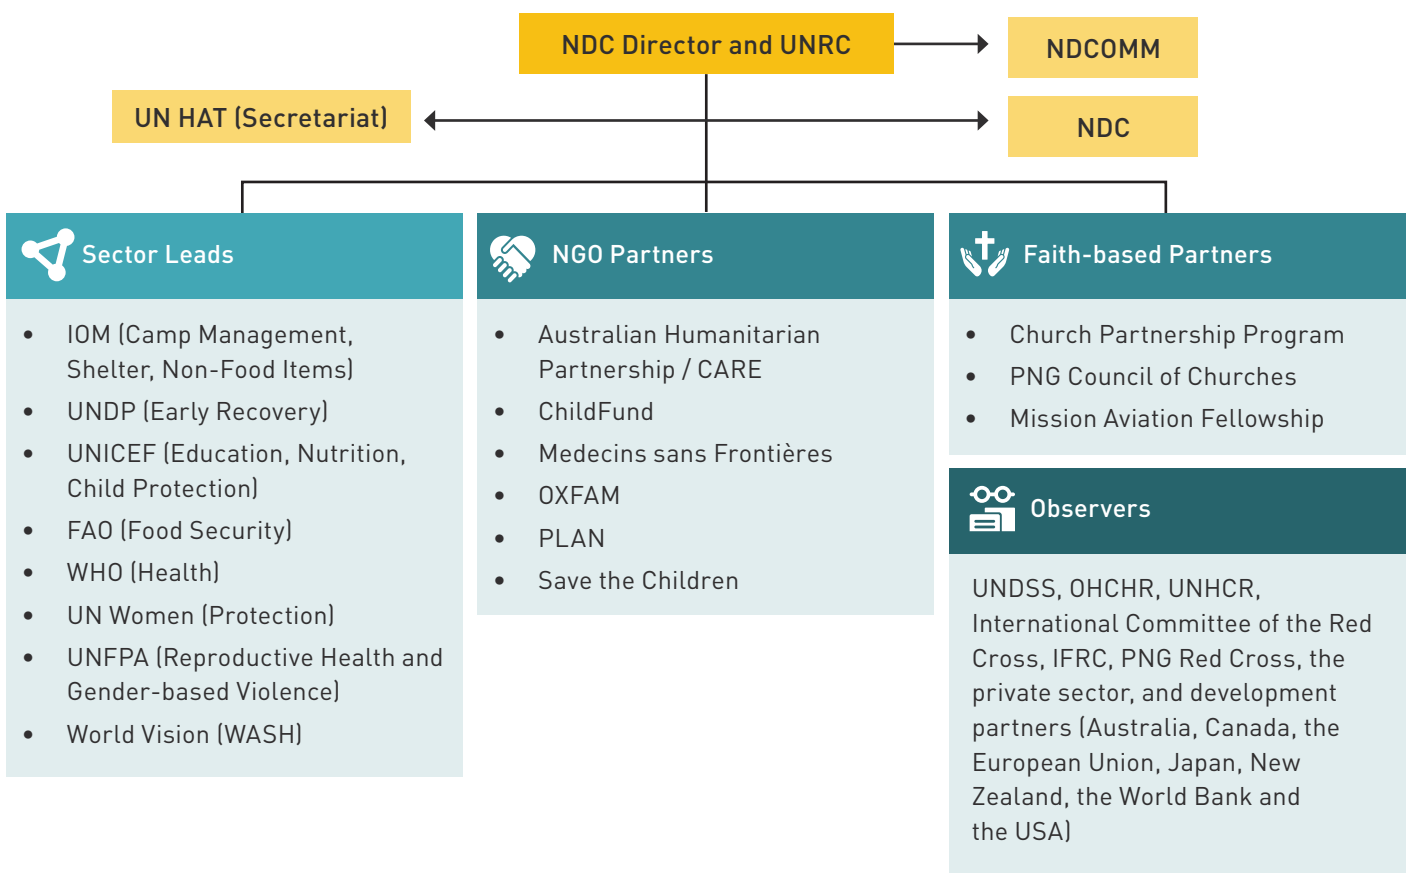 NDC Director and UNRC
NDCOMM
UN HAT (Secretariat)
NDC
Sector Leads
• IOM (Camp Management,
Shelter, Non-Food Items)
• UNDP (Early Recovery)
• UNICEF (Education, Nutrition,
Child Protection)
• FAO (Food Security)
• WHO (Health)
• UN Women (Protection)
• UNFPA (Reproductive Health and
Gender-based Violence)
• World Vision (WASH)
NGO Partners
• Australian Humanitarian
Partnership / CARE
• ChildFund
• Medecins sans Frontières
• OXFAM
• PLAN
• Save the Children
Faith-based Partners
• Church Partnership Program
• PNG Council of Churches
• Mission Aviation Fellowship
Observers
UNDSS, OHCHR, UNHCR,
International Committee of the Red
Cross, IFRC, PNG Red Cross, the
private sector, and development
partners (Australia, Canada, the
European Union, Japan, New
Zealand, the World Bank and
the USA)